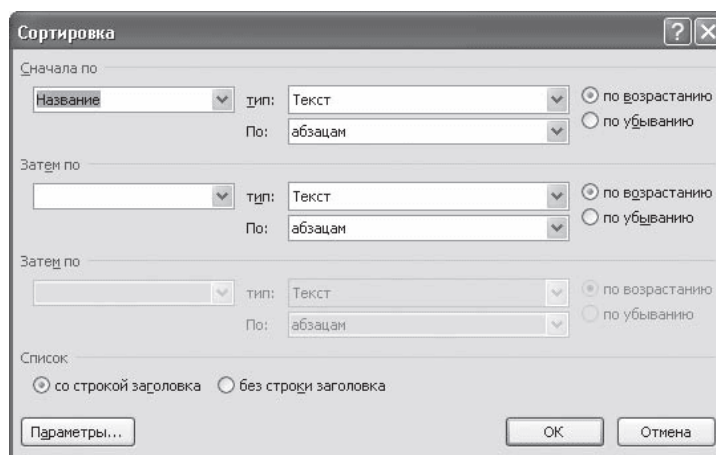 Сортировка
Сначала по
Название тип: Текст по возрастанию
По: абзацам по убыванию
Затем по
тип: Текст по возрастанию
По: абзацам по убыванию
Затем по
тип: Текст по возрастанию
По: абзацам по убыванию
Список
со строкой заголовка без строки заголовка
Параметры... ОК Отмена